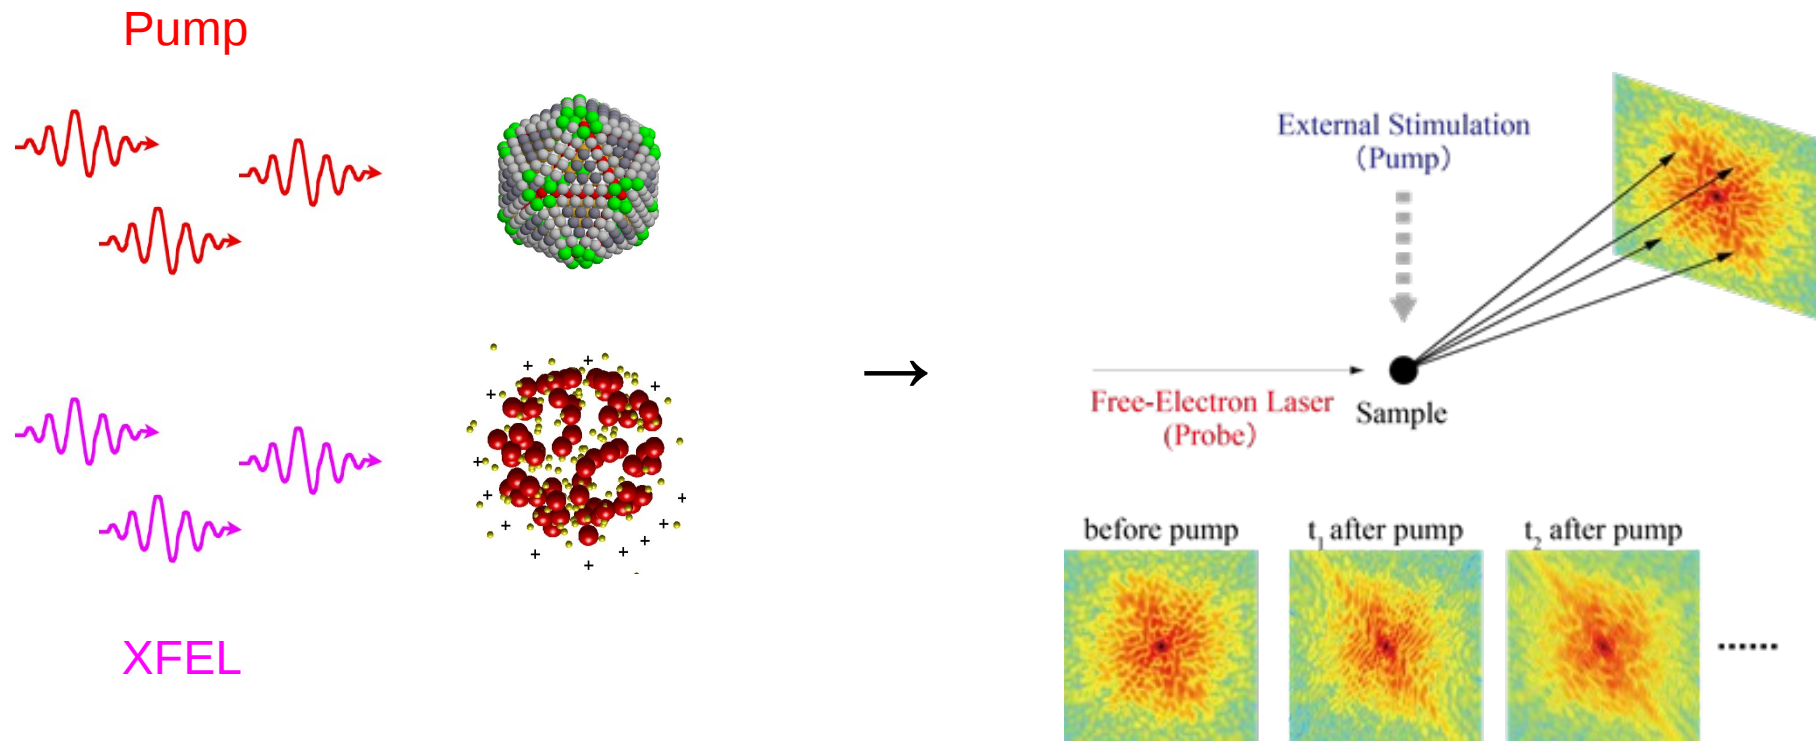 Pump
XFEL
External Stimulation
(Pump)
Free-Electron Laser
(Probe)
Sample
before pump
t1 after pump
t2 after pump
......